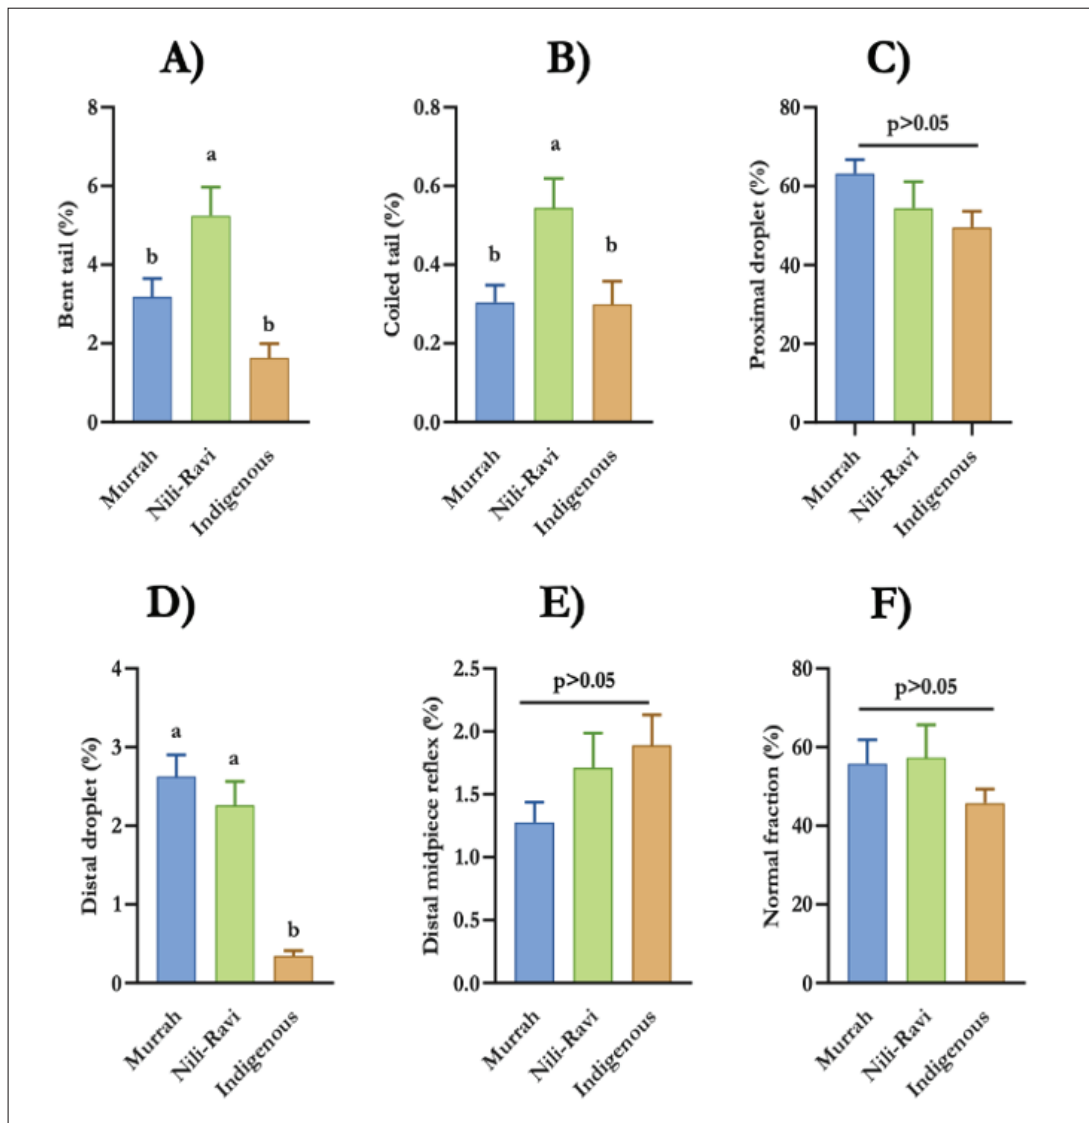 A)
Bent tail (%)
8
6
4
2
0
b
a
b
Murrah
Nili-Ravi
Indigenous
B)
Coiled tail (%)
0.8
0.6
0.4
0.2
0.0
b
a
b
Murrah
Nili-Ravi
Indigenous
C)
Proximal droplet (%)
80
60
40
20
0
p>0.05
Murrah
Nili-Ravi
Indigenous
D)
Distal droplet (%)
4
3
2
1
0
a
a
b
Murrah
Nili-Ravi
Indigenous
E)
Distal midpiece reflex (%)
2.5
2.0
1.5
1.0
0.5
0.0
p>0.05
Murrah
Nili-Ravi
Indigenous
F)
Normal fraction (%)
80
60
40
20
0
p>0.05
Murrah
Nili-Ravi
Indigenous